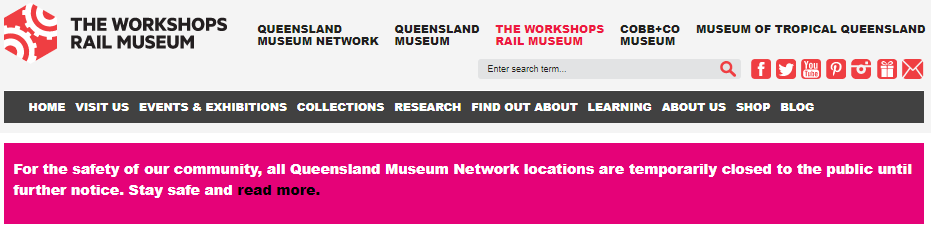 THE WORKSHOPS
RAIL MUSEUM
QUEENSLAND
MUSEUM NETWORK
QUEENSLAND
MUSEUM
THE WORKSHOPS
RAIL MUSEUM
COBB+CO
MUSEUM
MUSEUM OF TROPICAL QUEENSLAND
Enter search term...
You
Tube
HOME VISIT US EVENTS & EXHIBITIONS COLLECTIONS RESEARCH FIND OUT ABOUT LEARNING ABOUT US SHOP BLOG
For the safety of our community, all Queensland Museum Network locations are temporarily closed to the public until
further notice. Stay safe and read more.